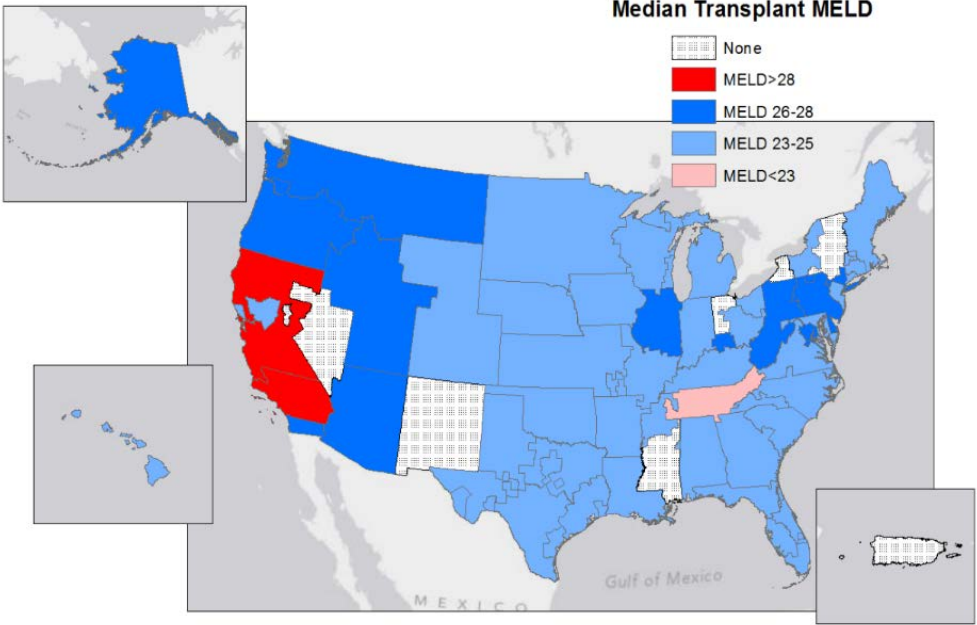 Median Transplant MELD
None
MELD>28
MELD 26-28
MELD 23-25
MELD<23
Gulf of Mexico
MEXICO